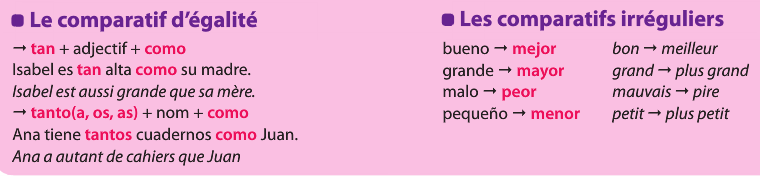 Le comparatif d'égalité
→ tan + adjectif + como
Isabel es tan alta como su madre.
Isabel est aussi grande que sa mère.
→ tanto(a, os, as) + nom + como
Ana tiene tantos cuadernos como Juan.
Ana a autant de cahiers que Juan
Les comparatifs irréguliers
bueno → mejor bon → meilleur
grande → mayor grand → plus grand
malo → peor mauvais → pire
pequeño → menor petit → plus petit